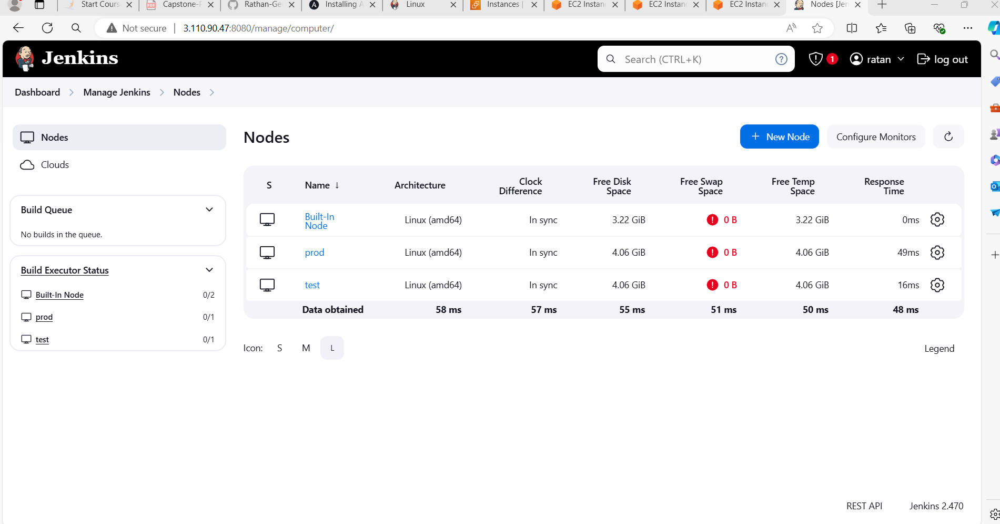 Start Cours
Capstone-P
Rathan-Ge
Installing A
Linux
Instances |
EC2 Instan
EC2 Instan
EC2 Instan
Nodes [Jen
Not secure | 3.110.90.47:8080/manage/computer/
Jenkins
Search (CTRL+K)
1
ratan
log out
Dashboard
Manage Jenkins
Nodes
Nodes
Clouds
Build Queue
No builds in the queue.
Build Executor Status
Built-In Node 0/2
prod 0/1
test 0/1
Nodes
+ New Node
Configure Monitors
S Name ↓ Architecture Clock Difference Free Disk Space Free Swap Space Free Temp Space Response Time
Built-In Node Linux (amd64) In sync 3.22 GiB 0 B 3.22 GiB 0ms
prod Linux (amd64) In sync 4.06 GiB 0 B 4.06 GiB 49ms
test Linux (amd64) In sync 4.06 GiB 0 B 4.06 GiB 16ms
Data obtained 58 ms 57 ms 55 ms 51 ms 50 ms 48 ms
Icon: S M L
Legend
REST API
Jenkins 2.470